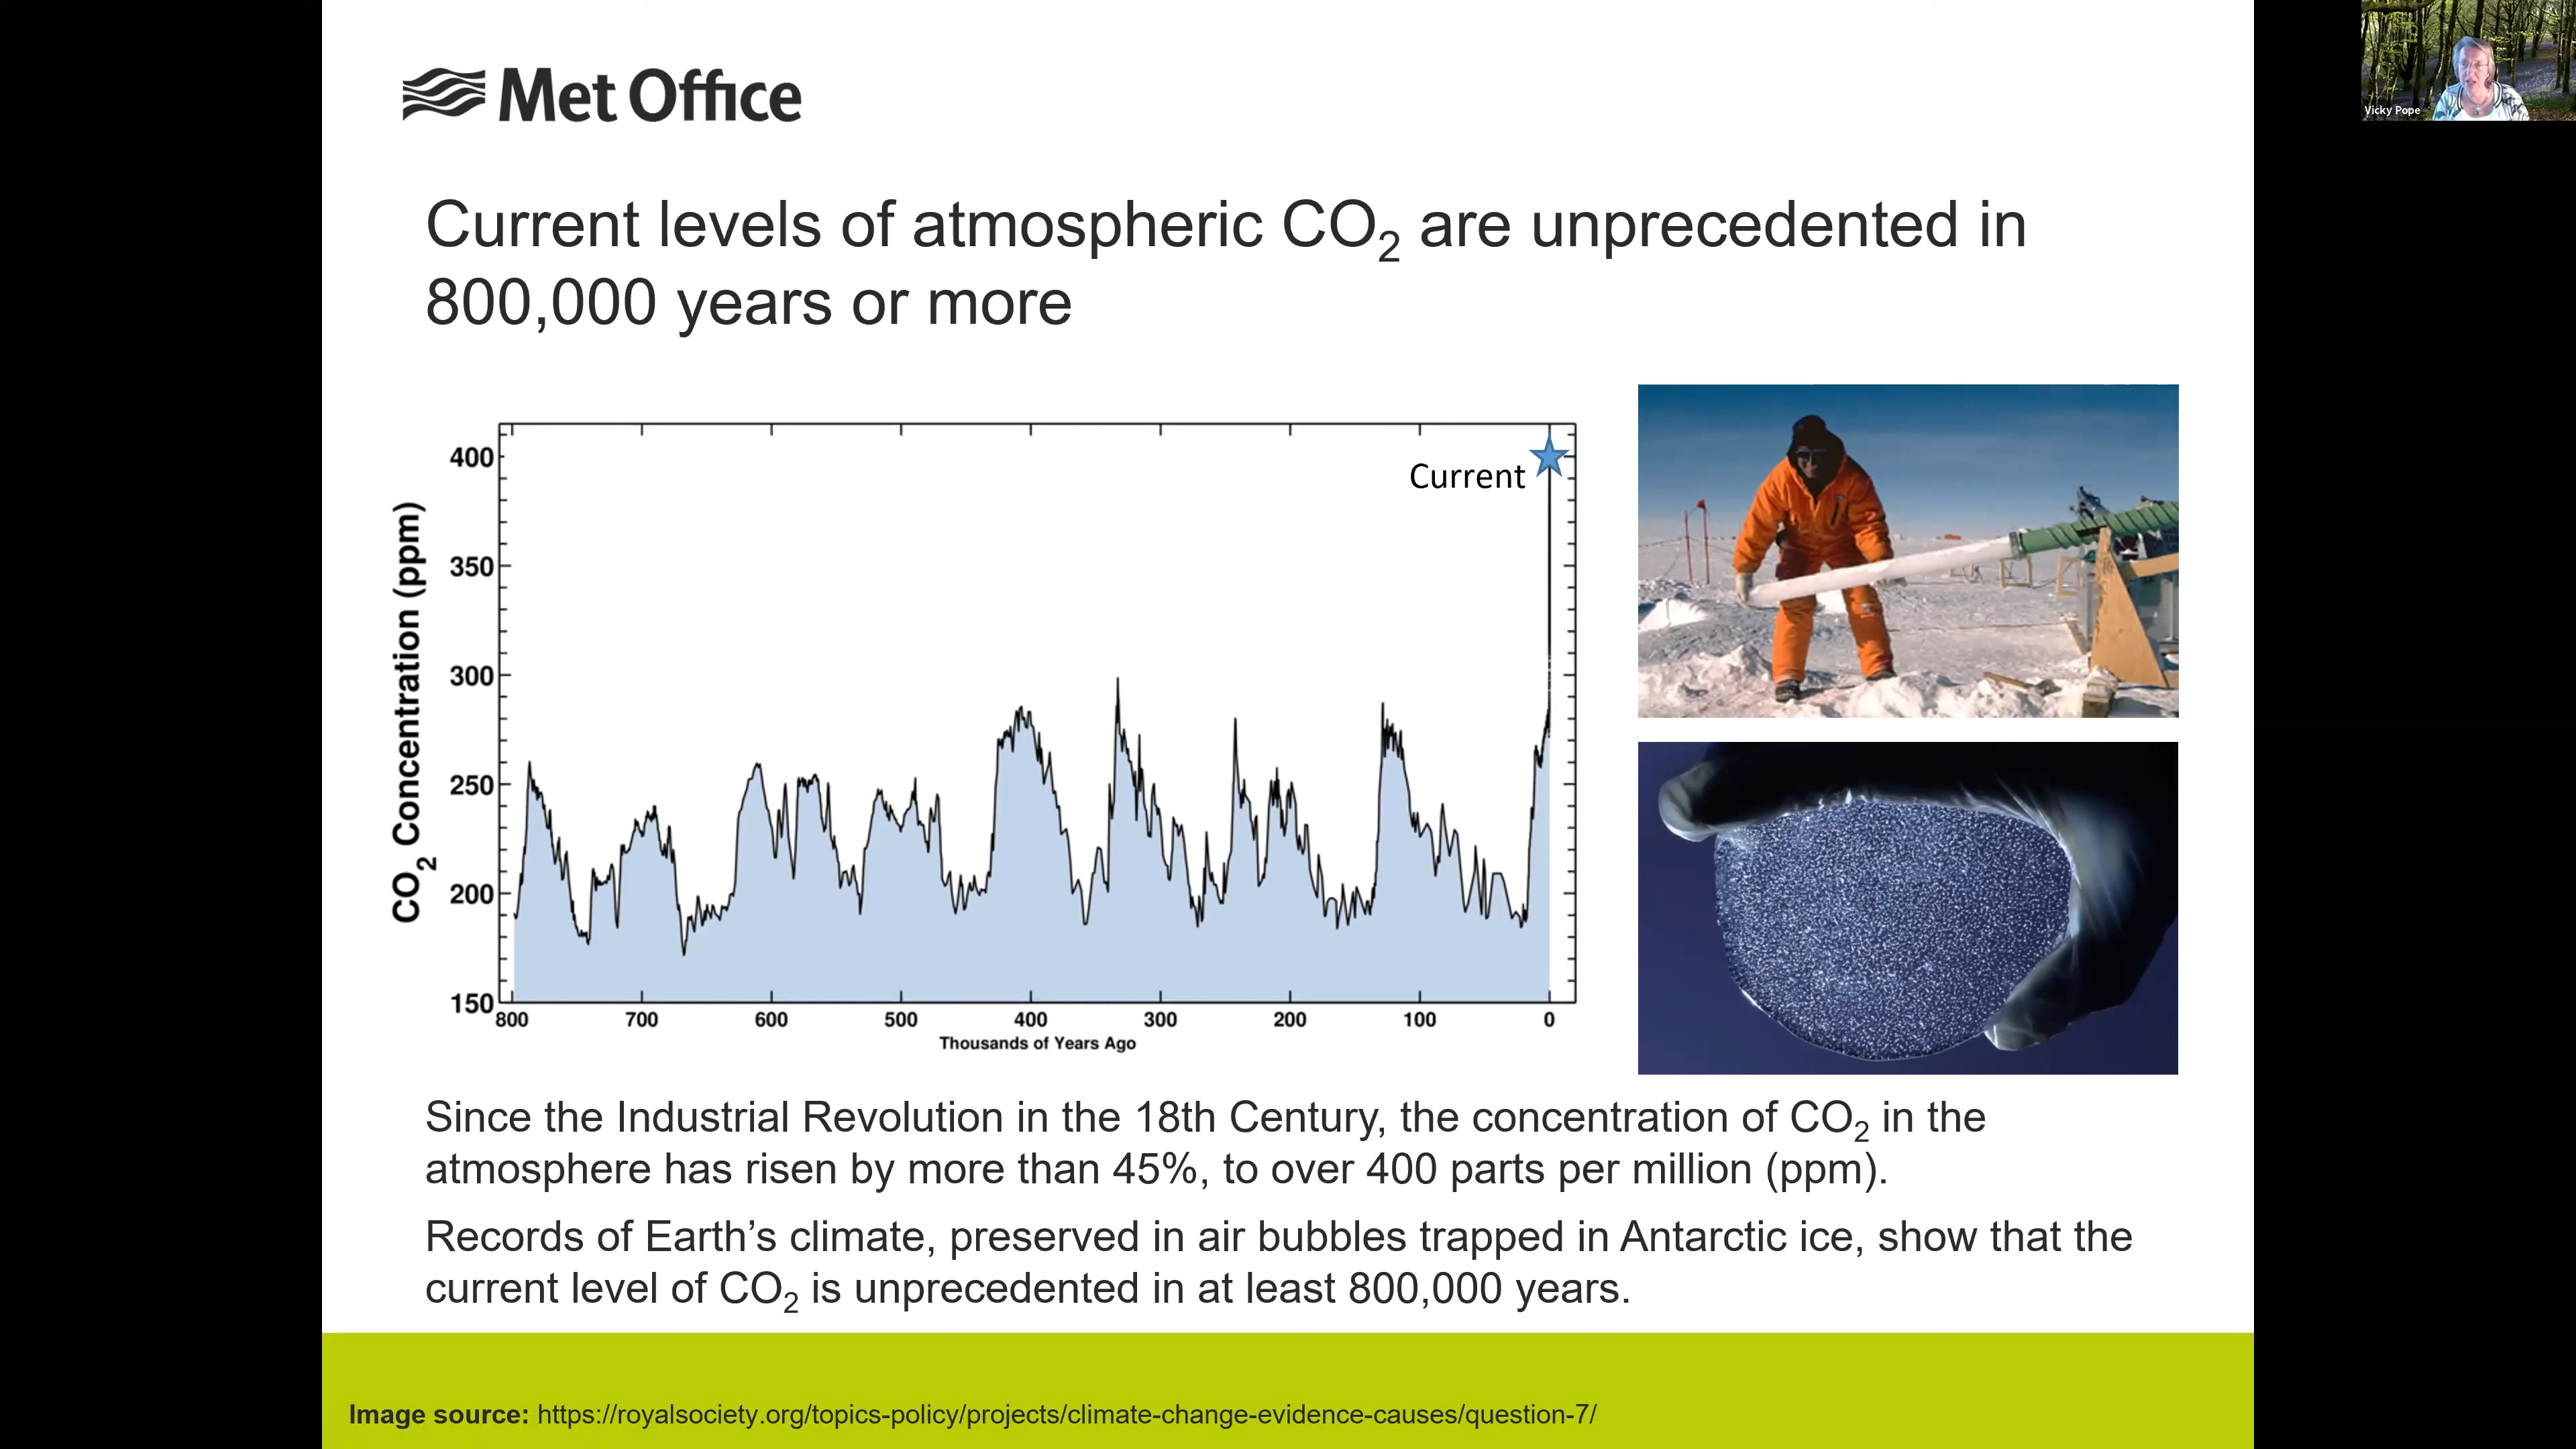 Met Office
Vicky Pope
Current levels of atmospheric CO₂ are unprecedented in
800,000 years or more
CO₂ Concentration (ppm)
400
350
300
250
200
150
Current
800 700 600 500 400 300 200 100 0
Thousands of Years Ago
Since the Industrial Revolution in the 18th Century, the concentration of CO₂ in the
atmosphere has risen by more than 45%, to over 400 parts per million (ppm).
Records of Earth’s climate, preserved in air bubbles trapped in Antarctic ice, show that the
current level of CO₂ is unprecedented in at least 800,000 years.
Image source: https://royalsociety.org/topics-policy/projects/climate-change-evidence-causes/question-7/